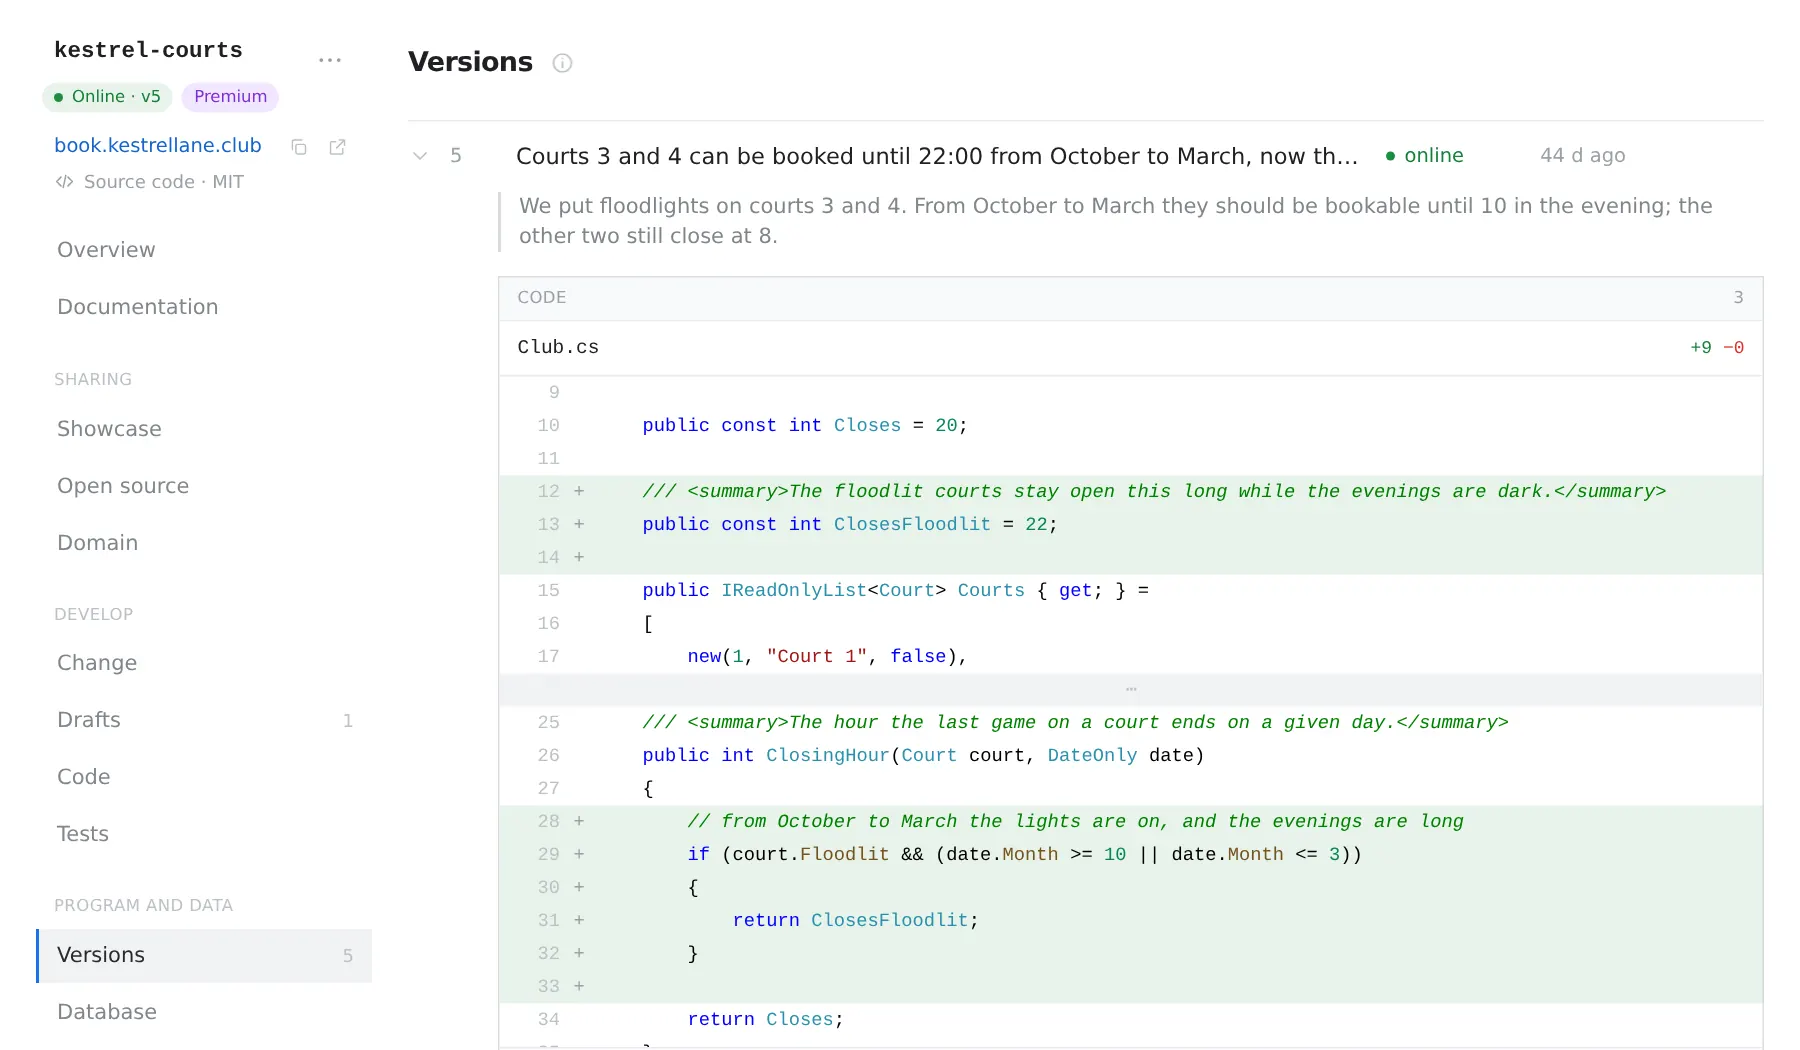 kestrel-courts
...
Online · v5
Premium
book.kestrellane.club
Source code · MIT
Overview
Documentation
SHARING
Showcase
Open source
Domain
DEVELOP
Change
Drafts 1
Code
Tests
PROGRAM AND DATA
Versions 5
Database
Versions
5 Courts 3 and 4 can be booked until 22:00 from October to March, now th... online 44 d ago
We put floodlights on courts 3 and 4. From October to March they should be bookable until 10 in the evening; the
other two still close at 8.
CODE 3
Club.cs +9 −0
9
10 public const int Closes = 20;
11
12 + /// <summary>The floodlit courts stay open this long while the evenings are dark.</summary>
13 + public const int ClosesFloodlit = 22;
14 +
15 public IReadOnlyList<Court> Courts { get; } =
16 [
17 new(1, "Court 1", false),
...
25 /// <summary>The hour the last game on a court ends on a given day.</summary>
26 public int ClosingHour(Court court, DateOnly date)
27 {
28 + // from October to March the lights are on, and the evenings are long
29 + if (court.Floodlit && (date.Month >= 10 || date.Month <= 3))
30 + {
31 + return ClosesFloodlit;
32 + }
33 +
34 return Closes;